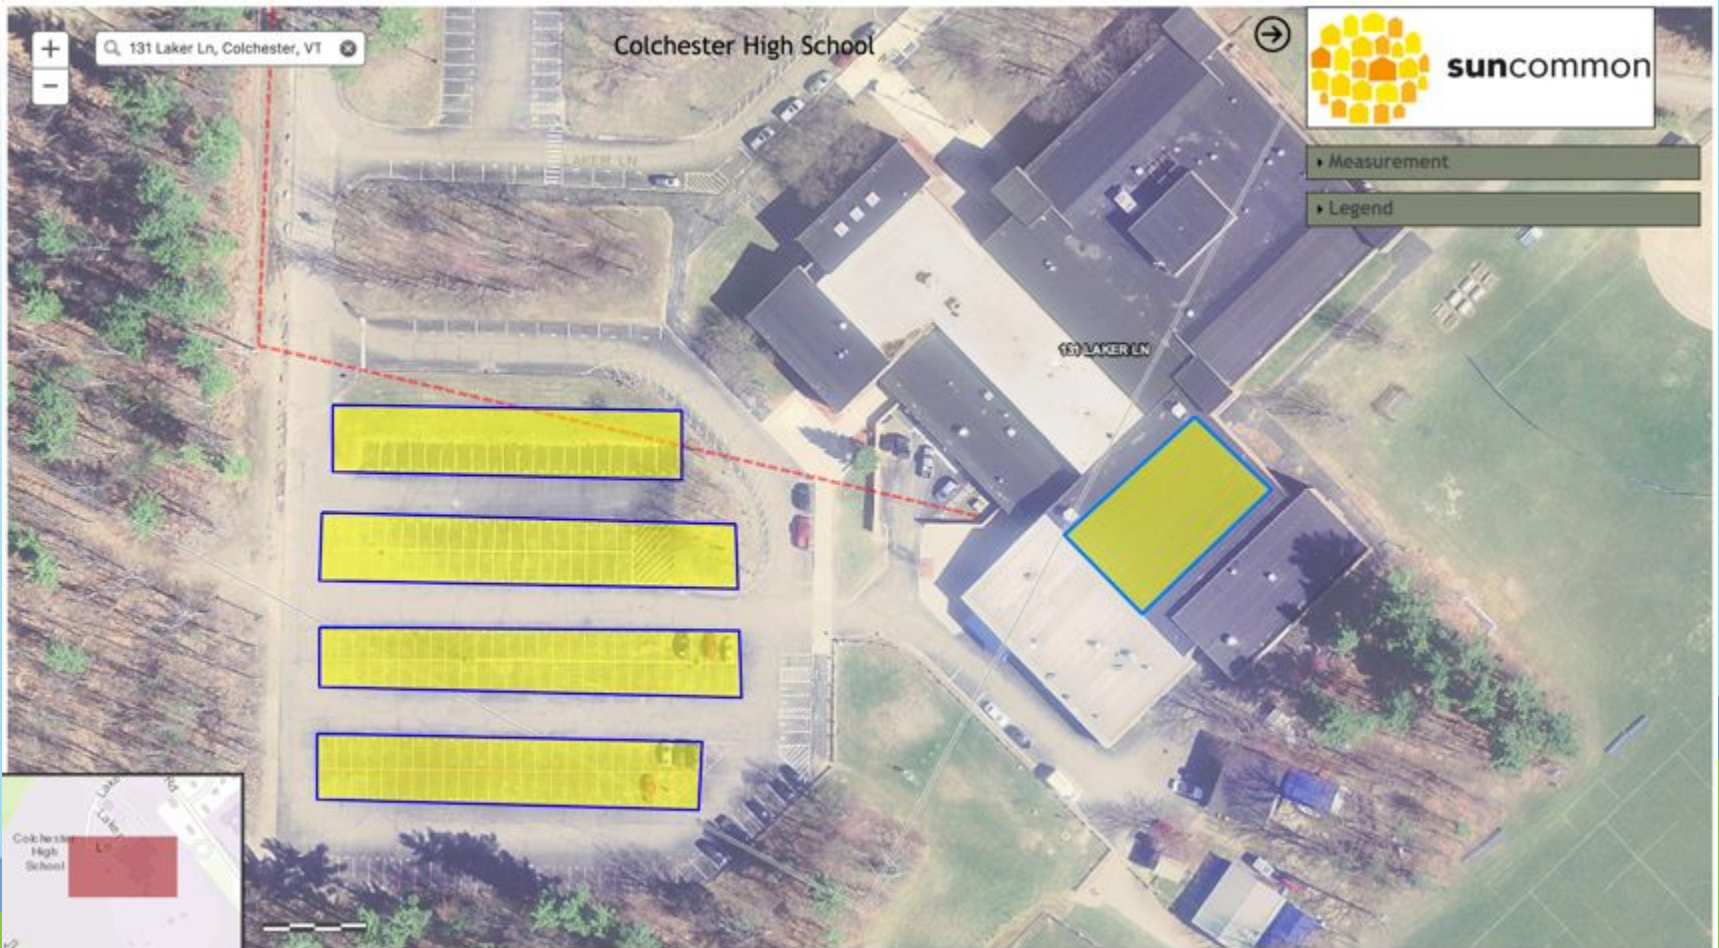 131 Laker Ln, Colchester, VT
Colchester High School
suncommon
Measurement
Legend
LAKER LN
131 LAKER LN
Rd
Colchester
High
School